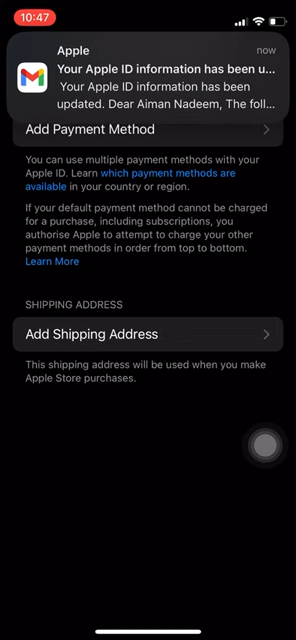 10:47
Apple
now
Your Apple ID information has been u...
Your Apple ID information has been
updated. Dear Aiman Nadeem, The foll...
Add Payment Method
You can use multiple payment methods with your
Apple ID. Learn which payment methods are
available in your country or region.
If your default payment method cannot be charged
for a purchase, including subscriptions, you
authorise Apple to attempt to charge your other
payment methods in order from top to bottom.
Learn More
SHIPPING ADDRESS
Add Shipping Address
This shipping address will be used when you make
Apple Store purchases.